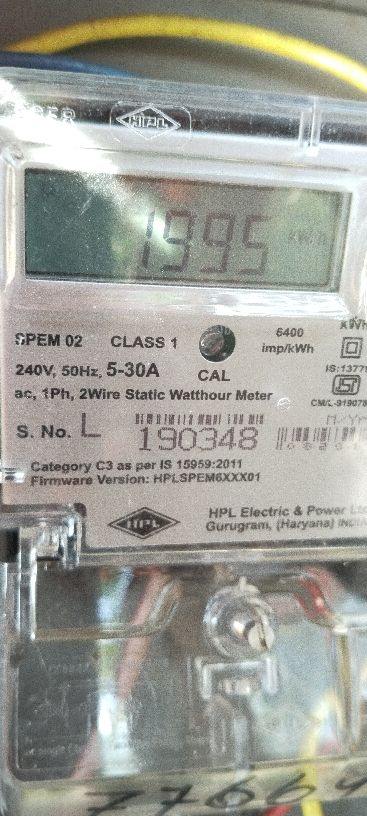 HPL
1995 kWh
SPEM 02 CLASS 1 6400 imp/kWh
240V, 50Hz, 5-30A CAL
IS:13779
ac, 1Ph, 2Wire Static Watthour Meter
S. No. L 190348
Category C3 as per IS 15959:2011
Firmware Version: HPLSPEM6XXX01
HPL
HPL Electric & Power Ltd
Gurugram, (Haryana) INDIA